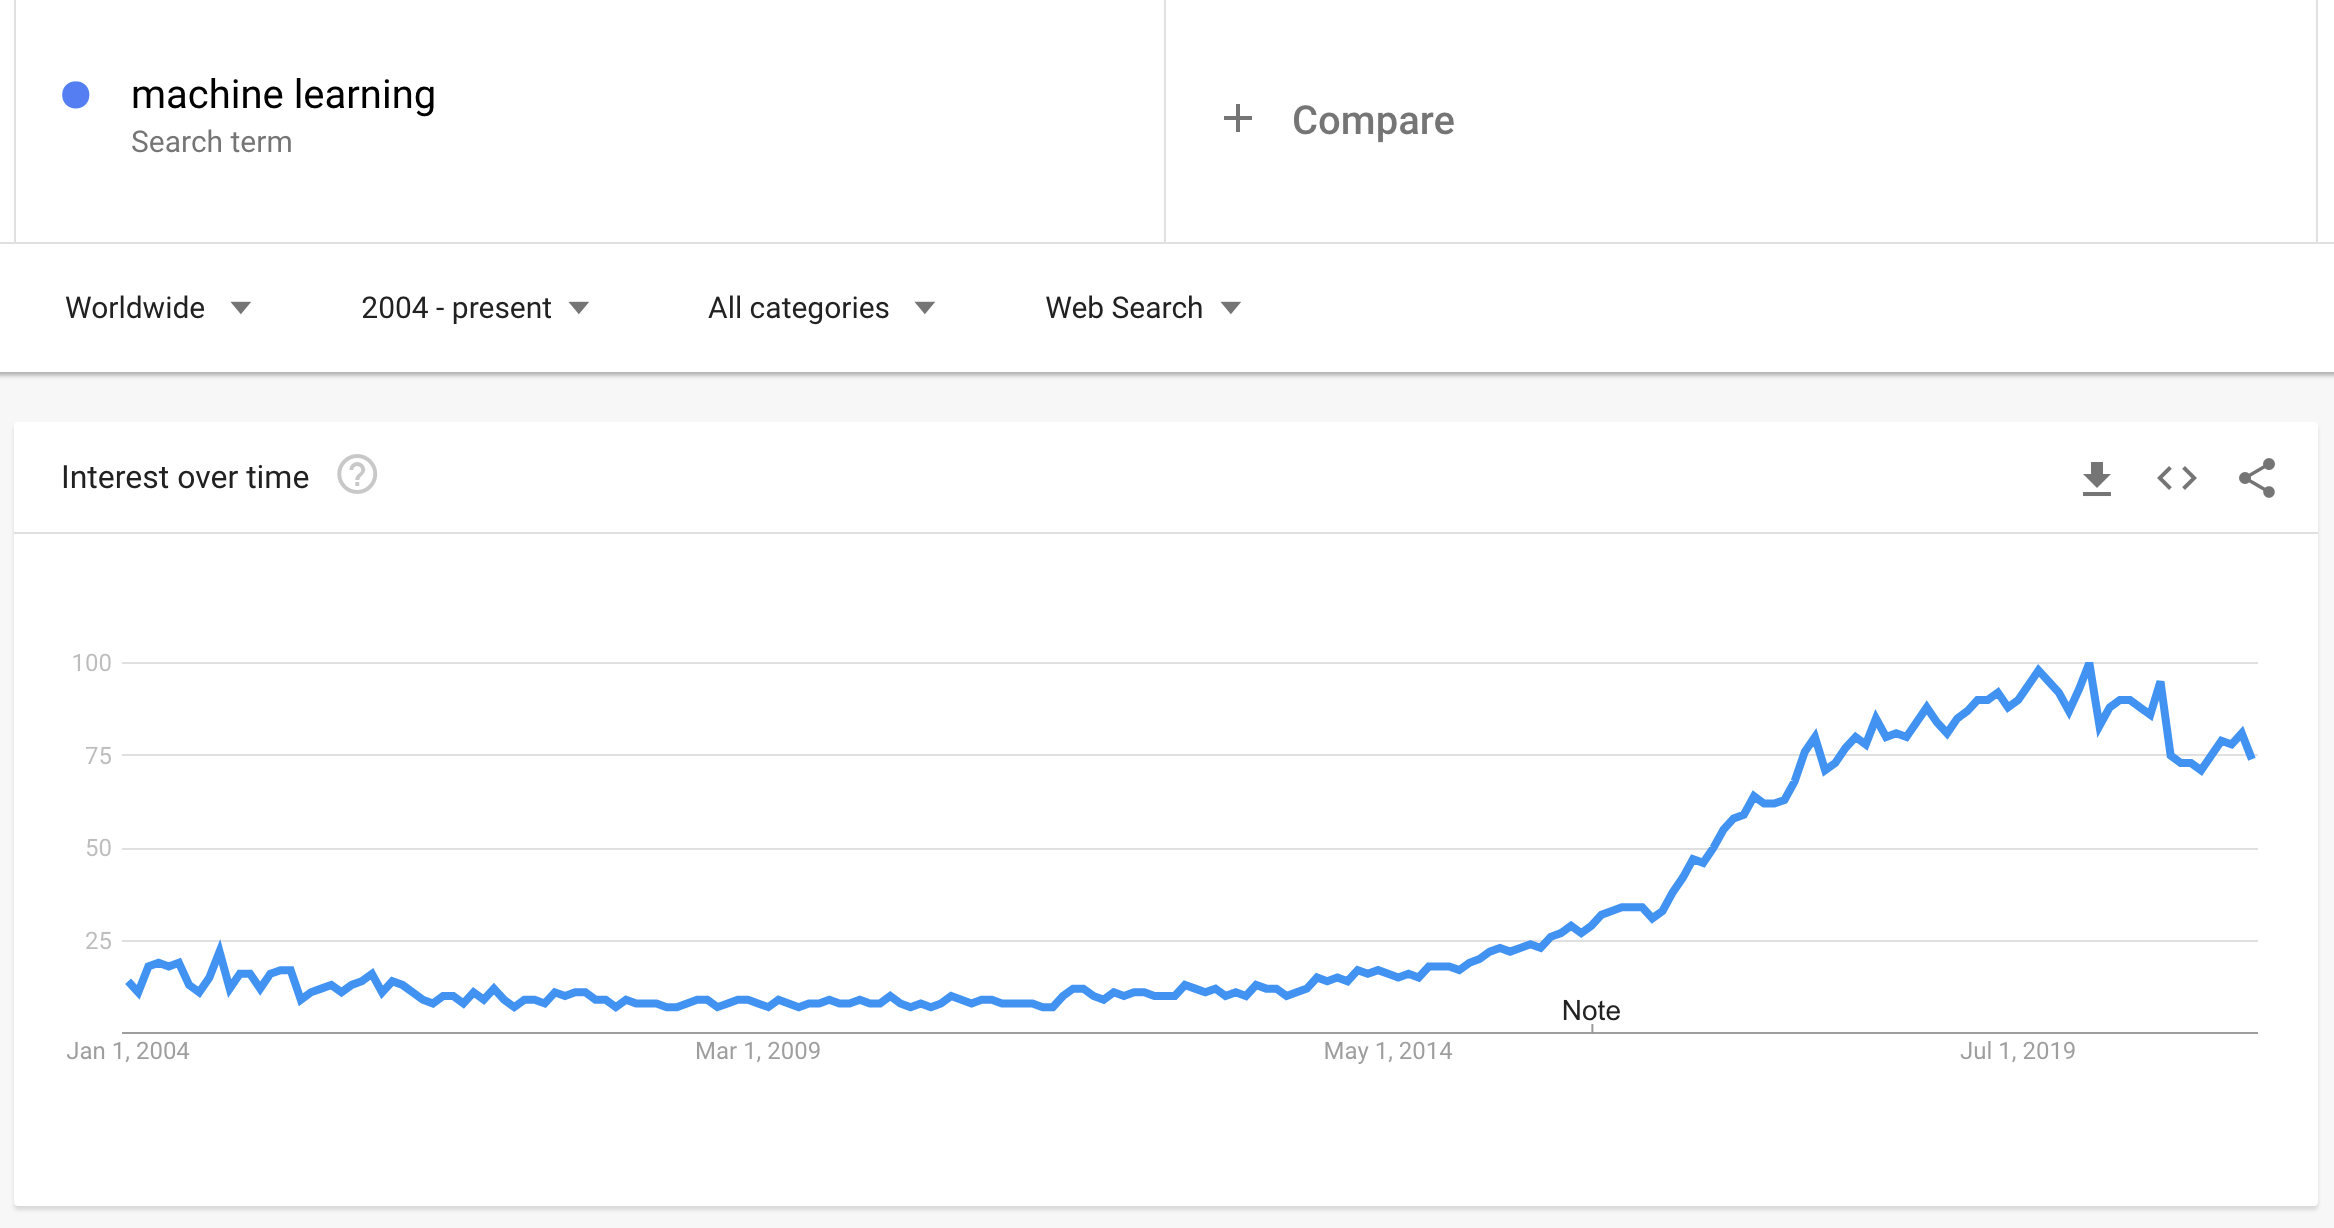 machine learning
Search term
+ Compare
Worldwide
2004 - present
All categories
Web Search
Interest over time
100
75
50
25
Note
Jan 1, 2004
Mar 1, 2009
May 1, 2014
Jul 1, 2019